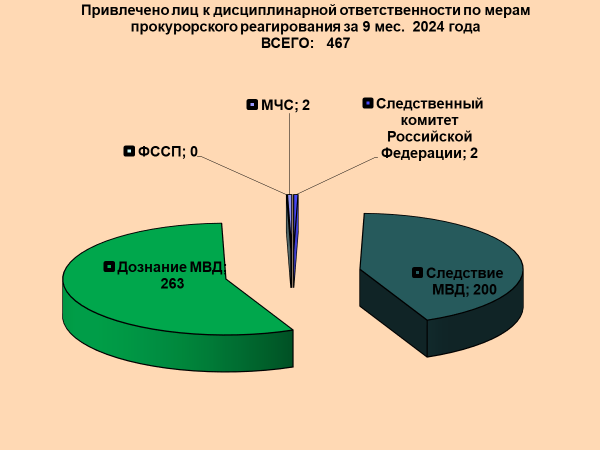 Привлечено лиц к дисциплинарной ответственности по мерам
прокурорского реагирования за 9 мес. 2024 года
ВСЕГО: 467
МЧС; 2
Следственный
комитет
Российской
Федерации; 2
ФССП; 0
Дознание МВД;
263
Следствие
МВД; 200